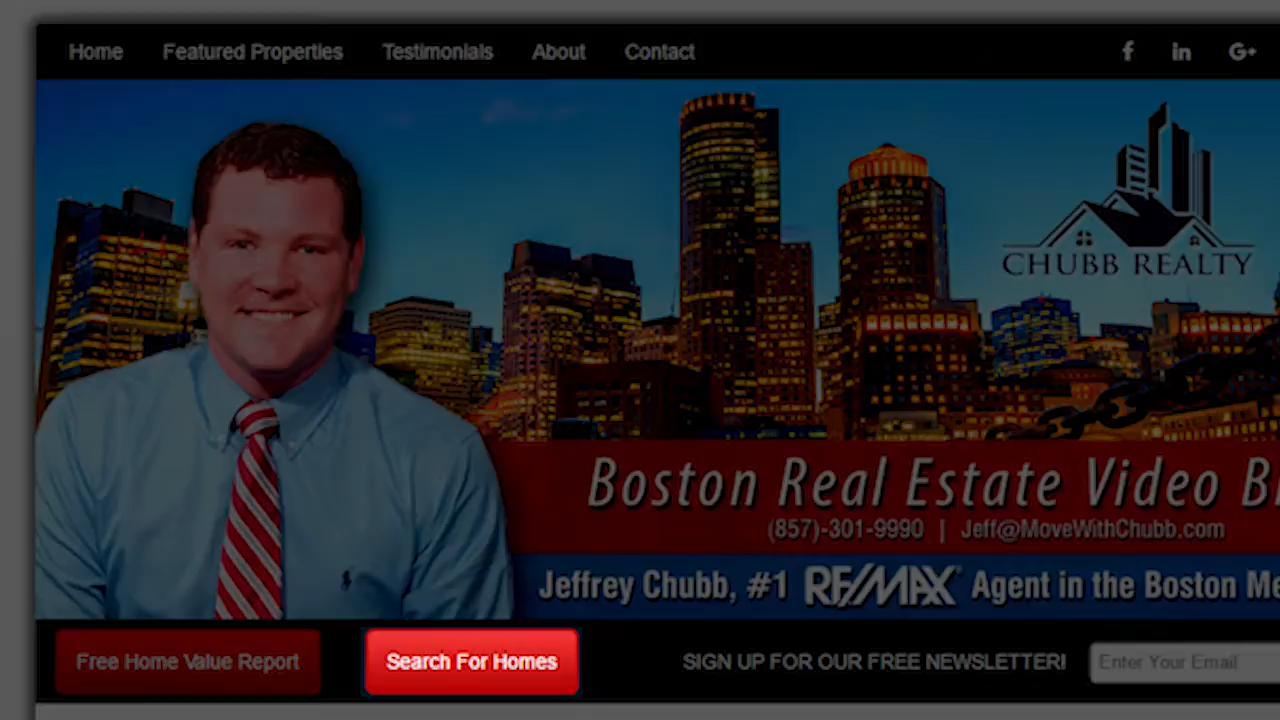 Home Featured Properties Testimonials About Contact f in G+
CHUBB REALTY
Boston Real Estate Video
(857)-301-9990 | Jeff@MoveWithChubb.com
Jeffrey Chubb, #1 RE/MAX Agent in the Boston
Free Home Value Report Search For Homes SIGN UP FOR OUR FREE NEWSLETTER! Enter Your Email